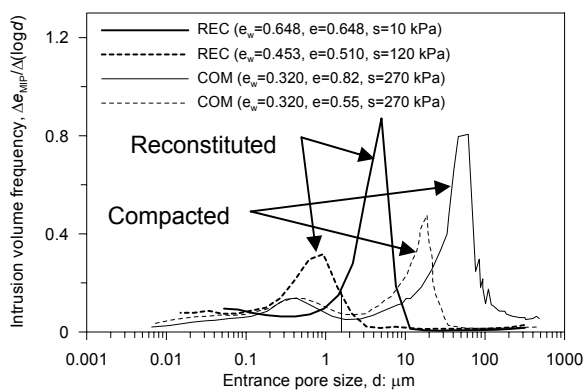 REC (e_w=0.648, e=0.648, s=10 kPa)
REC (e_w=0.453, e=0.510, s=120 kPa)
COM (e_w=0.320, e=0.82, s=270 kPa)
COM (e_w=0.320, e=0.55, s=270 kPa)
Reconstituted
Compacted
Intrusion volume frequency, Δe_MIP/Δ(logd)
1.2
0.8
0.4
0
0.001 0.01 0.1 1 10 100 1000
Entrance pore size, d: μm